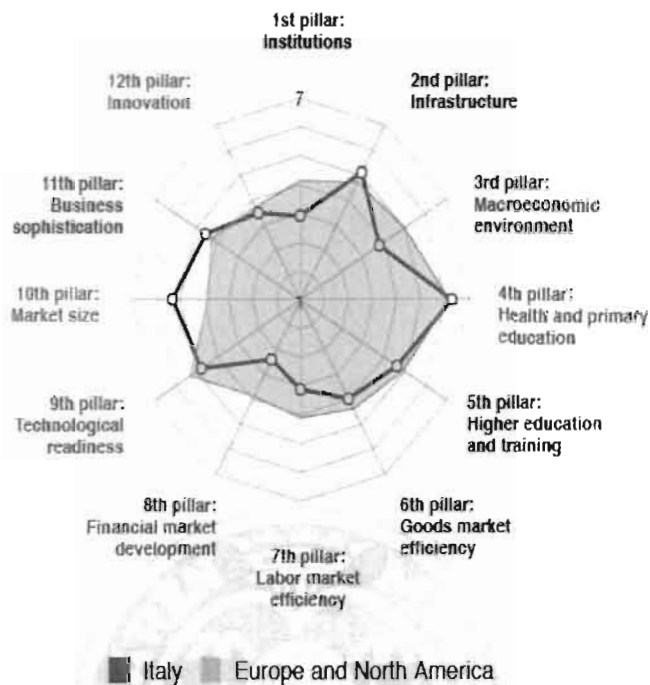 1st pillar:
Institutions
2nd pillar:
Infrastructure
3rd pillar:
Macroeconomic
environment
4th pillar:
Health and primary
education
5th pillar:
Higher education
and training
6th pillar:
Goods market
efficiency
7th pillar:
Labor market
efficiency
8th pillar:
Financial market
development
9th pillar:
Technological
readiness
10th pillar:
Market size
11th pillar:
Business
sophistication
12th pillar:
Innovation
7
Italy Europe and North America